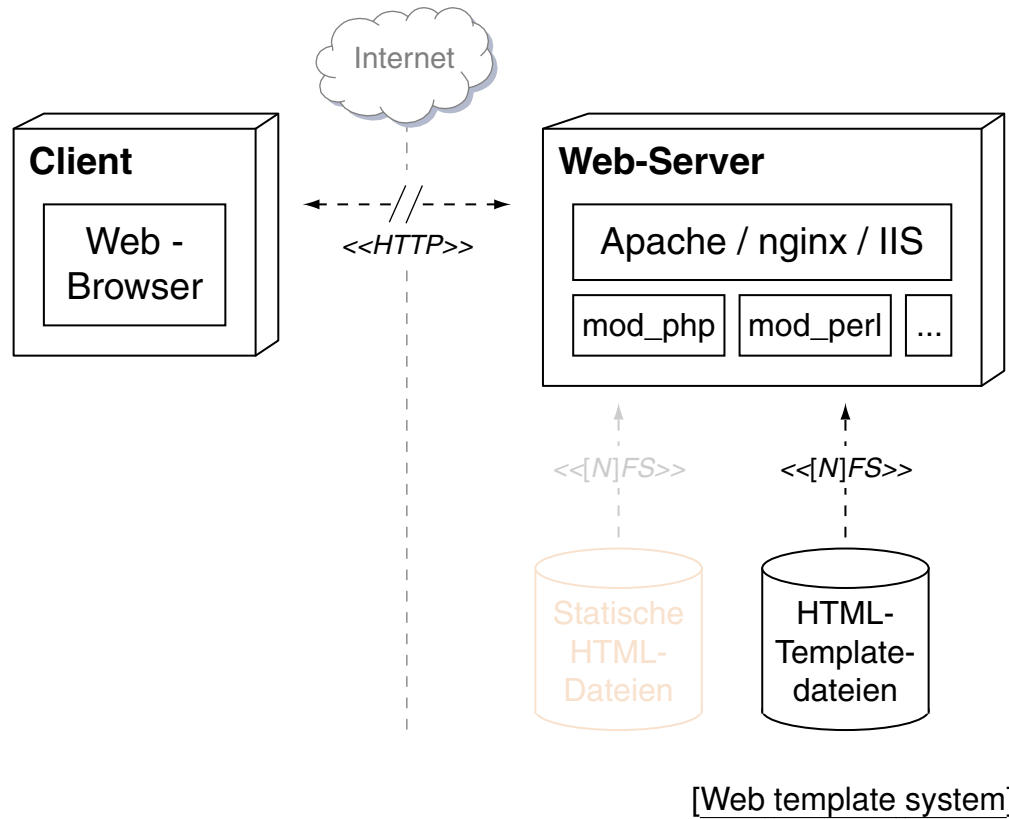 Internet
Client
Web -
Browser
<<HTTP>>
Web-Server
Apache / nginx / IIS
mod_php
mod_perl
...
<<[N]FS>>
<<[N]FS>>
Statische
HTML-
Dateien
HTML-
Template-
dateien
[Web template system]